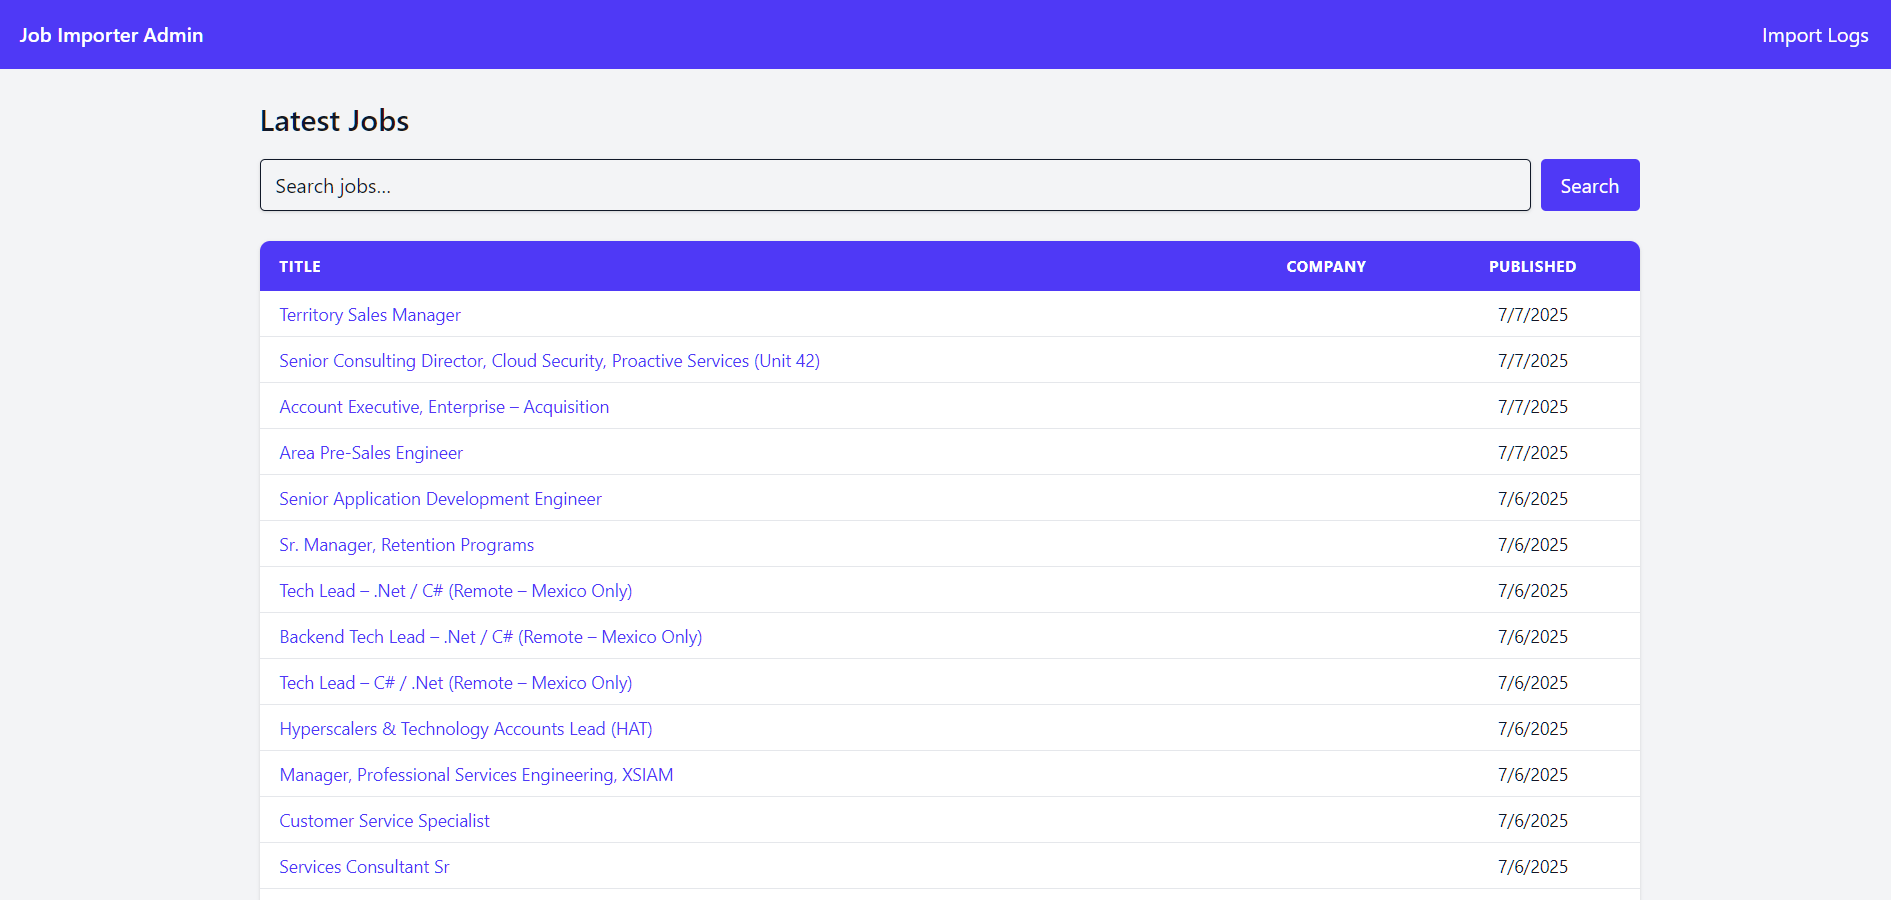 Job Importer Admin Import Logs
Latest Jobs
Search jobs... Search
TITLE COMPANY PUBLISHED
Territory Sales Manager 7/7/2025
Senior Consulting Director, Cloud Security, Proactive Services (Unit 42) 7/7/2025
Account Executive, Enterprise – Acquisition 7/7/2025
Area Pre-Sales Engineer 7/7/2025
Senior Application Development Engineer 7/6/2025
Sr. Manager, Retention Programs 7/6/2025
Tech Lead – .Net / C# (Remote – Mexico Only) 7/6/2025
Backend Tech Lead – .Net / C# (Remote – Mexico Only) 7/6/2025
Tech Lead – C# / .Net (Remote – Mexico Only) 7/6/2025
Hyperscalers & Technology Accounts Lead (HAT) 7/6/2025
Manager, Professional Services Engineering, XSIAM 7/6/2025
Customer Service Specialist 7/6/2025
Services Consultant Sr 7/6/2025